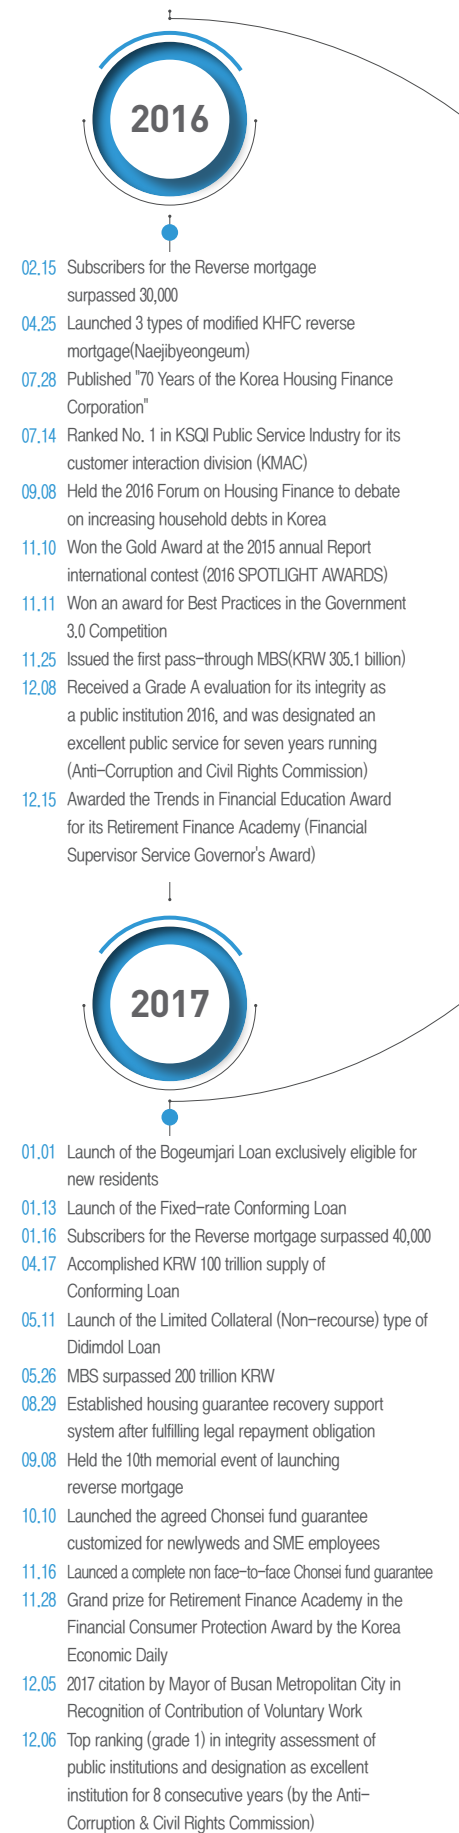 2016
02.15 Subscribers for the Reverse mortgage
surpassed 30,000
04.25 Launched 3 types of modified KHFC reverse
mortgage(Naejibyeongeum)
07.28 Published "70 Years of the Korea Housing Finance
Corporation"
07.14 Ranked No. 1 in KSQI Public Service Industry for its
customer interaction division (KMAC)
09.08 Held the 2016 Forum on Housing Finance to debate
on increasing household debts in Korea
11.10 Won the Gold Award at the 2015 annual Report
international contest (2016 SPOTLIGHT AWARDS)
11.11 Won an award for Best Practices in the Government
3.0 Competition
11.25 Issued the first pass-through MBS(KRW 305.1 billion)
12.08 Received a Grade A evaluation for its integrity as
a public institution 2016, and was designated an
excellent public service for seven years running
(Anti-Corruption and Civil Rights Commission)
12.15 Awarded the Trends in Financial Education Award
for its Retirement Finance Academy (Financial
Supervisor Service Governor's Award)
2017
01.01 Launch of the Bogeumjari Loan exclusively eligible for
new residents
01.13 Launch of the Fixed-rate Conforming Loan
01.16 Subscribers for the Reverse mortgage surpassed 40,000
04.17 Accomplished KRW 100 trillion supply of
Conforming Loan
05.11 Launch of the Limited Collateral (Non-recourse) type of
Didimdol Loan
05.26 MBS surpassed 200 trillion KRW
08.29 Established housing guarantee recovery support
system after fulfilling legal repayment obligation
09.08 Held the 10th memorial event of launching
reverse mortgage
10.10 Launched the agreed Chonsei fund guarantee
customized for newlyweds and SME employees
11.16 Launced a complete non face-to-face Chonsei fund guarantee
11.28 Grand prize for Retirement Finance Academy in the
Financial Consumer Protection Award by the Korea
Economic Daily
12.05 2017 citation by Mayor of Busan Metropolitan City in
Recognition of Contribution of Voluntary Work
12.06 Top ranking (grade 1) in integrity assessment of
public institutions and designation as excellent
institution for 8 consecutive years (by the Anti-
Corruption & Civil Rights Commission)